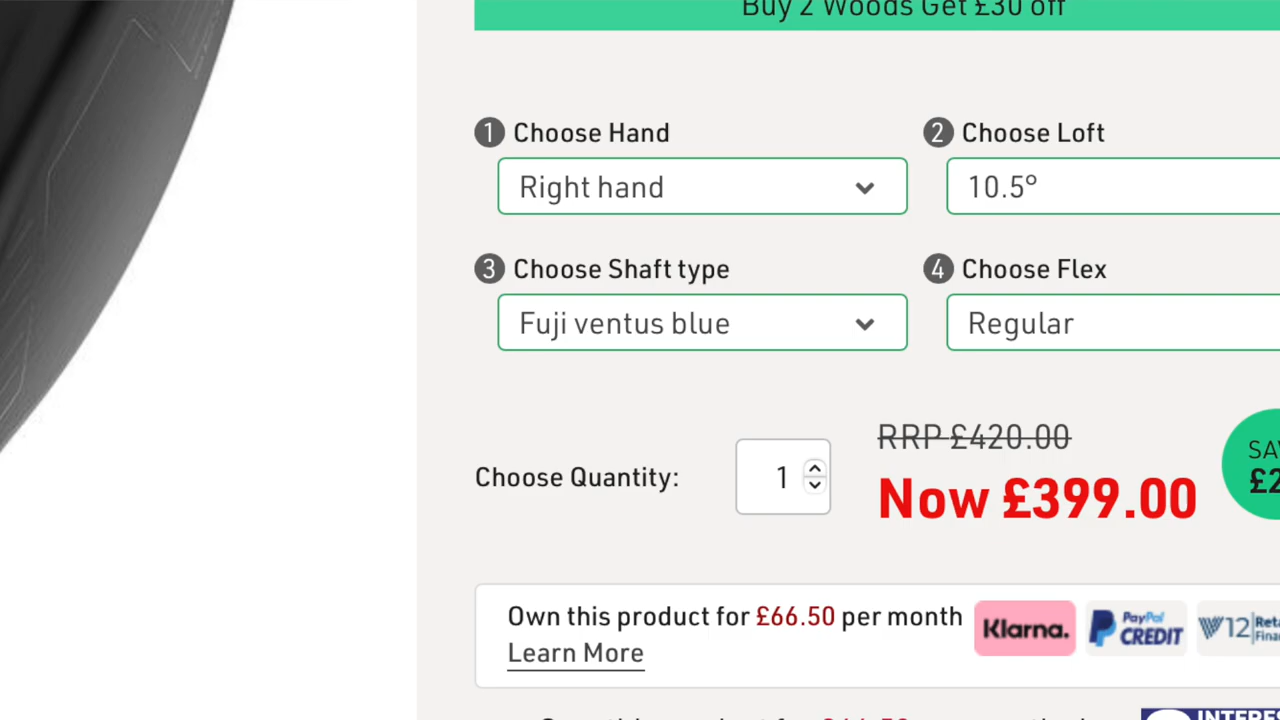 Buy 2 Woods Get £30 off
1 Choose Hand
2 Choose Loft
Right hand
10.5°
3 Choose Shaft type
4 Choose Flex
Fuji ventus blue
Regular
RRP £420.00
Choose Quantity:
1
Now £399.00
Own this product for £66.50 per month
Learn More
Klarna.
PayPal
CREDIT
V12